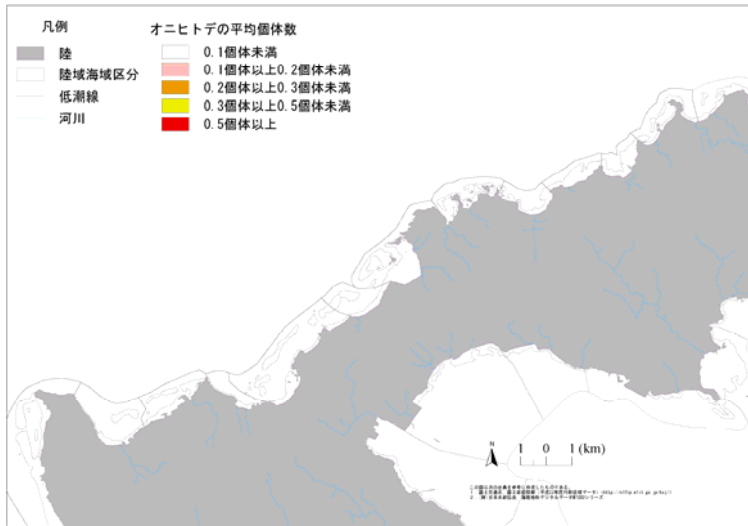 凡例
陸
陸域海域区分
低潮線
河川
オニヒトデの平均個体数
0.1個体未満
0.1個体以上0.2個体未満
0.2個体以上0.3個体未満
0.3個体以上0.5個体未満
0.5個体以上
N
1 0 1 (km)